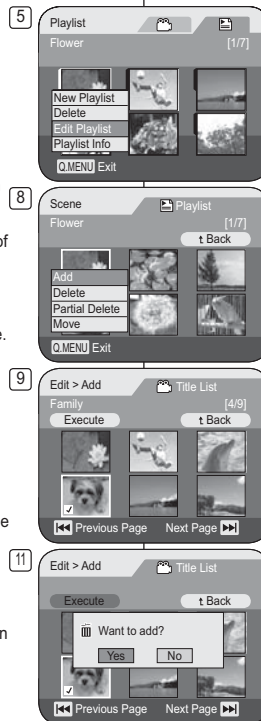 5
Playlist
Flower [1/7]
New Playlist
Delete
Edit Playlist
Playlist Info
Q.MENU Exit
8
Scene Playlist
of
Flower [1/7]
t Back
Add
Delete
Partial Delete
Move
e.
Q.MENU Exit
9
Edit > Add Title List
Family [4/9]
Execute t Back
e
Previous Page Next Page
11
Edit > Add Title List
Execute t Back
n
Want to add?
Yes No
Previous Page Next Page